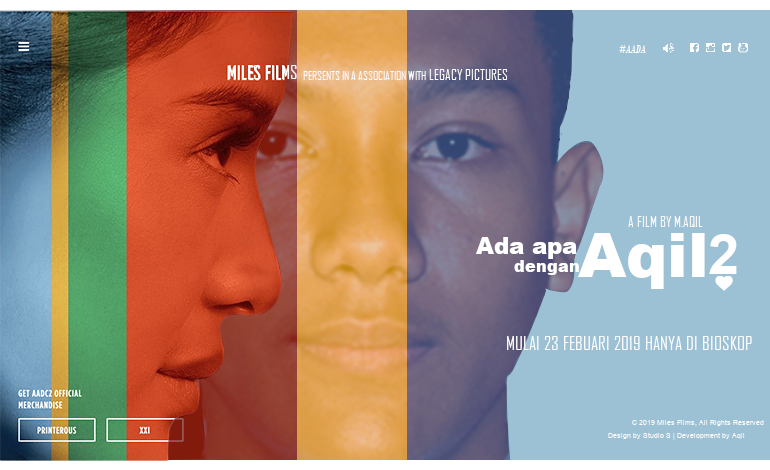 #AADA
MILES FILMS PERSENTS IN A ASSOCIATION WITH LEGACY PICTURES
A FILM BY M.AQIL
Ada apa
dengan Aqil2
MULAI 23 FEBUARI 2019 HANYA DI BIOSKOP
GET AADC2 OFFICIAL
MERCHANDISE
PRINTEROUS XXI
© 2019 Miles Films, All Rights Reserved
Design by Studio S | Development by Aqil